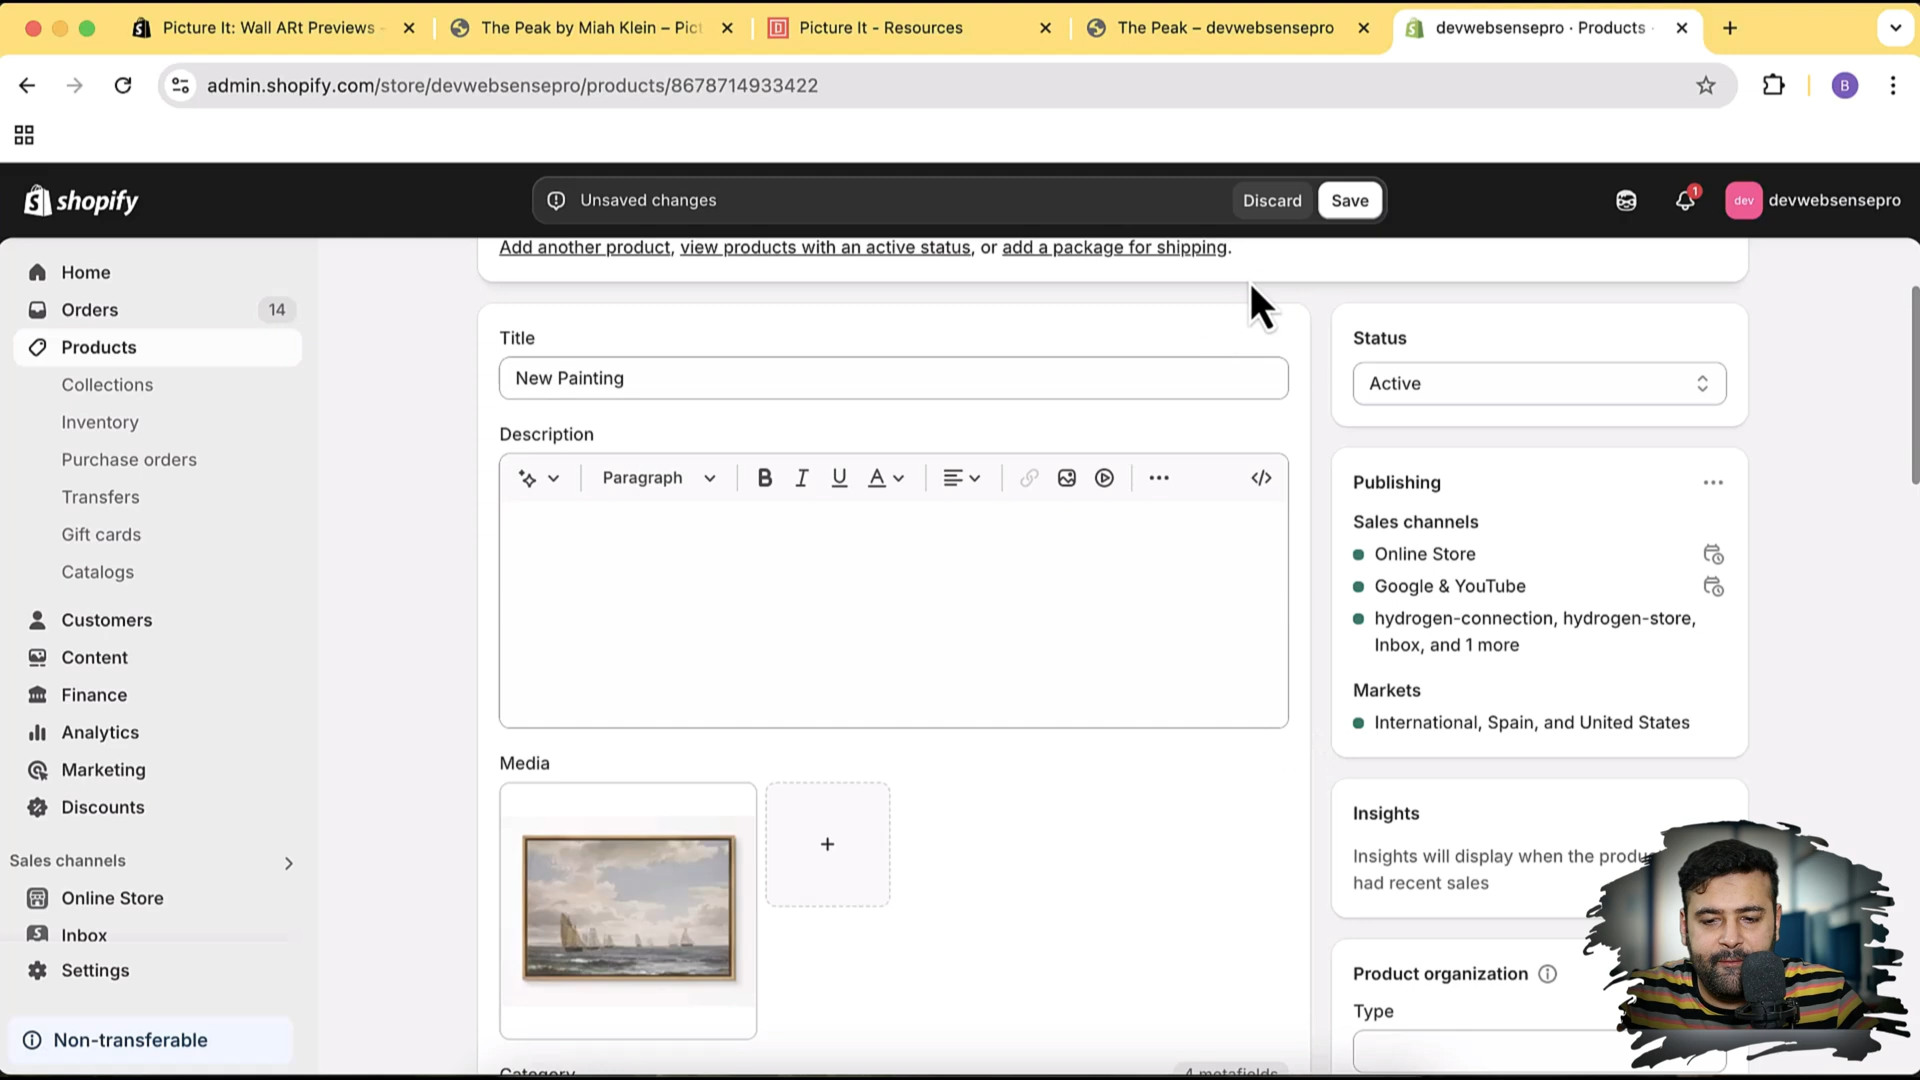 Picture It: Wall ARt Previews -
The Peak by Miah Klein – Pict
Picture It - Resources
The Peak – devwebsensepro
devwebsensepro · Products ·
admin.shopify.com/store/devwebsensepro/products/8678714933422
B
shopify
Unsaved changes
Discard
Save
1
dev
devwebsensepro
Add another product, view products with an active status, or add a package for shipping.
Home
Orders
14
Products
Collections
Inventory
Purchase orders
Transfers
Gift cards
Catalogs
Customers
Content
Finance
Analytics
Marketing
Discounts
Sales channels
Online Store
Inbox
Settings
Non-transferable
Title
New Painting
Description
Paragraph
B I U A
Media
Category
4 metafields
Status
Active
Publishing
Sales channels
Online Store
Google & YouTube
hydrogen-connection, hydrogen-store,
Inbox, and 1 more
Markets
International, Spain, and United States
Insights
Insights will display when the produ
had recent sales
Product organization
Type